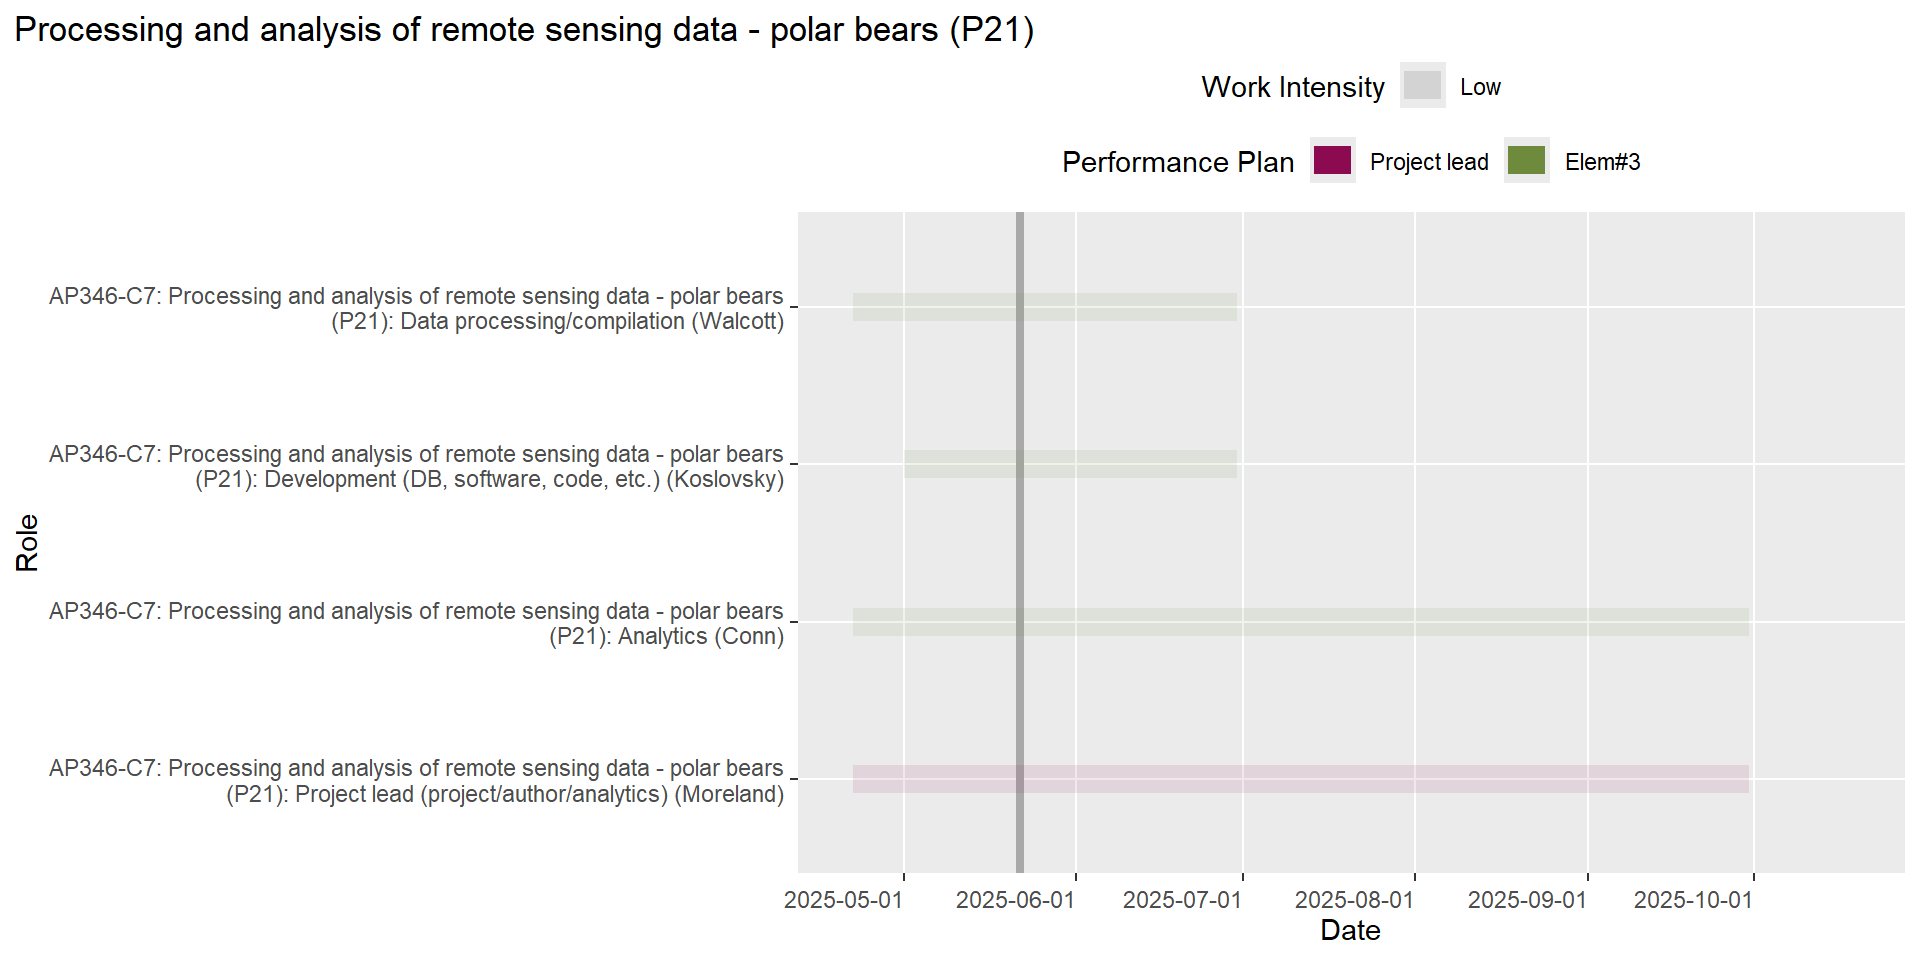 Processing and analysis of remote sensing data - polar bears (P21)
Work Intensity Low
Performance Plan Project lead Elem#3
AP346-C7: Processing and analysis of remote sensing data - polar bears
(P21): Data processing/compilation (Walcott)
AP346-C7: Processing and analysis of remote sensing data - polar bears
(P21): Development (DB, software, code, etc.) (Koslovsky)
Role
AP346-C7: Processing and analysis of remote sensing data - polar bears
(P21): Analytics (Conn)
AP346-C7: Processing and analysis of remote sensing data - polar bears
(P21): Project lead (project/author/analytics) (Moreland)
2025-05-01 2025-06-01 2025-07-01 2025-08-01 2025-09-01 2025-10-01
Date